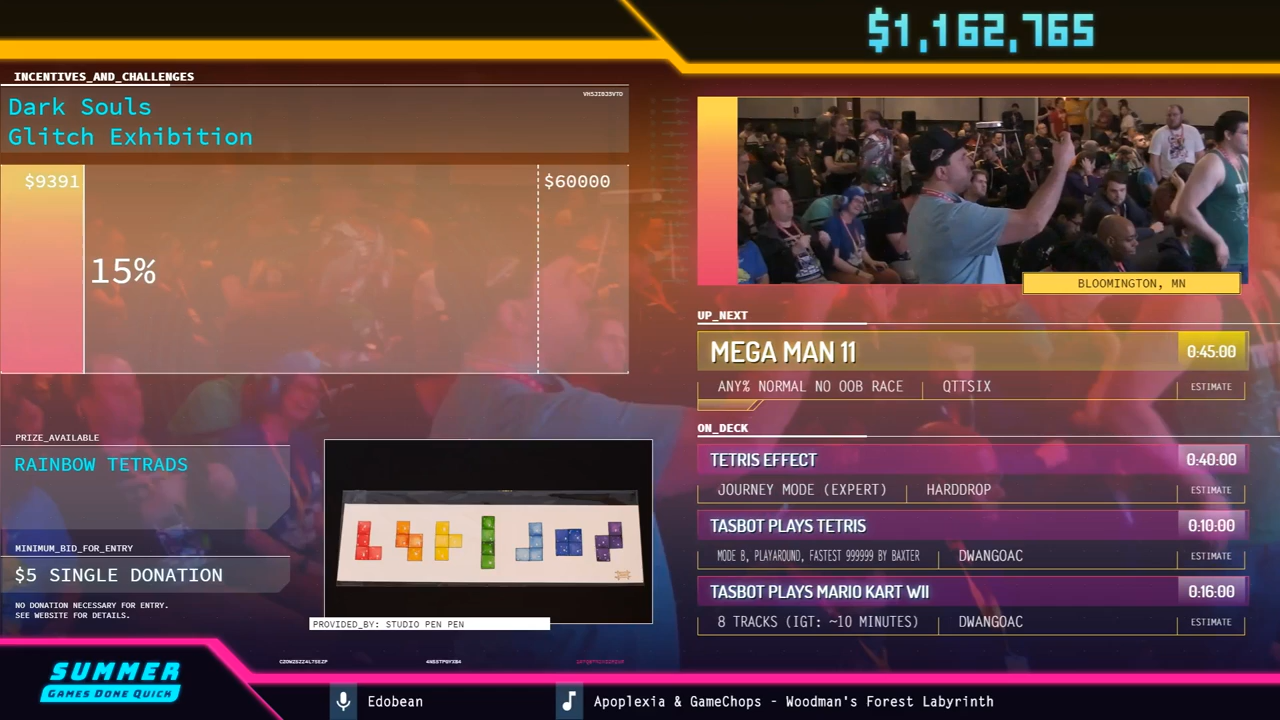 $1,162,765
INCENTIVES_AND_CHALLENGES
Dark Souls
Glitch Exhibition
$9391
$60000
15%
BLOOMINGTON, MN
UP_NEXT
MEGA MAN 11
0:45:00
ANY% NORMAL NO OOB RACE
QTTSIX
ESTIMATE
ON_DECK
TETRIS EFFECT
0:40:00
JOURNEY MODE (EXPERT)
HARDDROP
ESTIMATE
TASBOT PLAYS TETRIS
0:10:00
MODE B, PLAYAROUND, FASTEST 999999 BY BAXTER
DWANGOAC
ESTIMATE
TASBOT PLAYS MARIO KART WII
0:16:00
8 TRACKS (IGT: ~10 MINUTES)
DWANGOAC
ESTIMATE
PRIZE_AVAILABLE
RAINBOW TETRADS
MINIMUM_BID_FOR_ENTRY
$5 SINGLE DONATION
NO DONATION NECESSARY FOR ENTRY.
SEE WEBSITE FOR DETAILS.
PROVIDED_BY: STUDIO PEN PEN
SUMMER
GAMES DONE QUICK
Edobean
Apoplexia & GameChops - Woodman's Forest Labyrinth